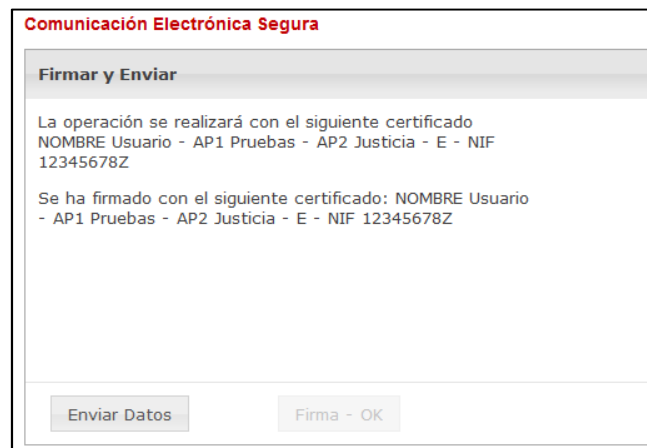 Comunicación Electrónica Segura
Firmar y Enviar
La operación se realizará con el siguiente certificado
NOMBRE Usuario - AP1 Pruebas - AP2 Justicia - E - NIF
12345678Z
Se ha firmado con el siguiente certificado: NOMBRE Usuario
- AP1 Pruebas - AP2 Justicia - E - NIF 12345678Z
Enviar Datos
Firma - OK